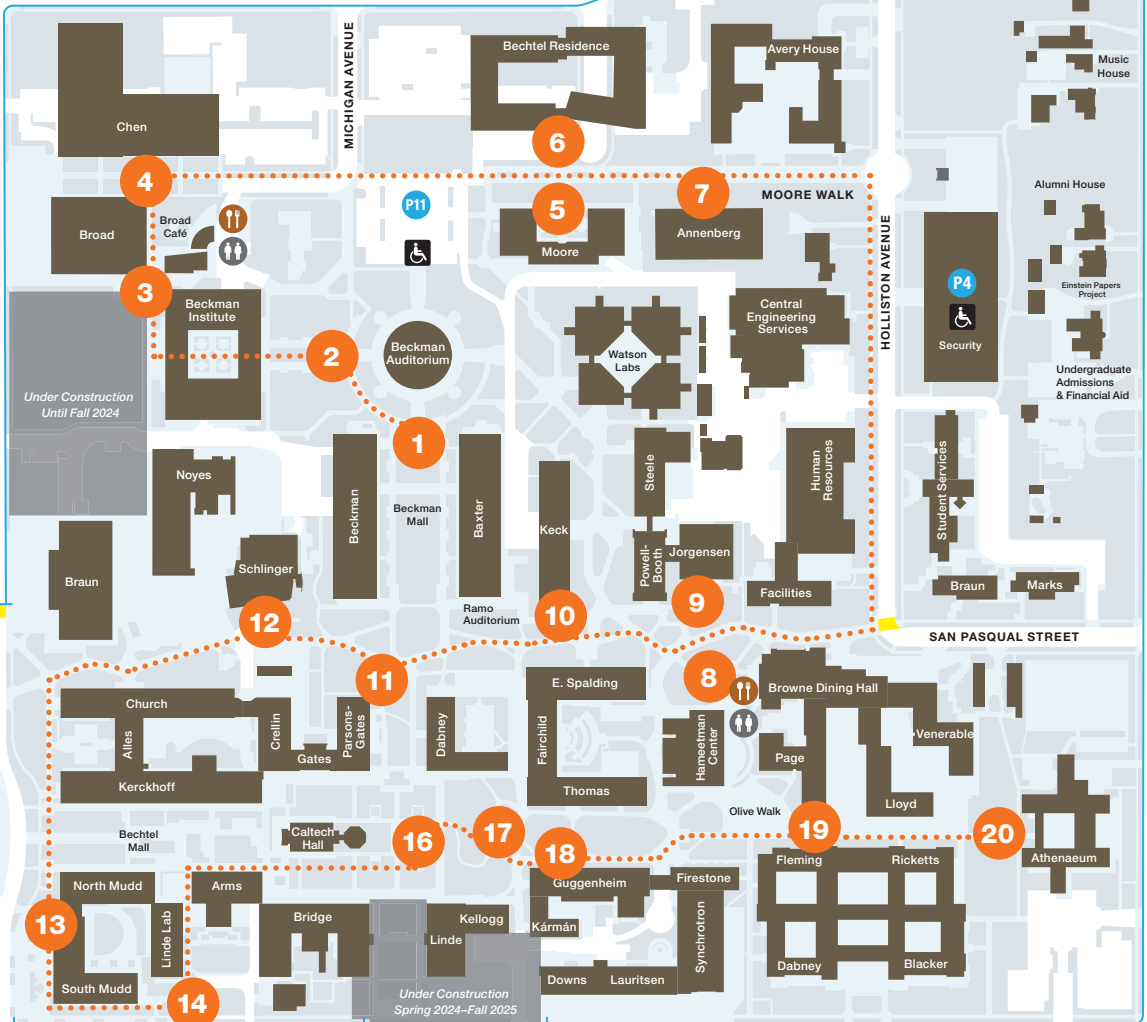 MICHIGAN AVENUE
Bechtel Residence
Avery House
Music
House
Chen
6
4
7
MOORE WALK
Alumni House
P11
5
Broad
Broad
Café
Moore
Annenberg
HOLLISTON AVENUE
Einstein Papers
Project
3
P4
Beckman
Institute
Central
Engineering
Services
2
Beckman
Auditorium
Watson
Labs
Security
Undergraduate
Admissions
& Financial Aid
Under Construction
Until Fall 2024
1
Noyes
Beckman
Beckman
Mall
Baxter
Keck
Steele
Human
Resources
Student Services
Braun
Schlinger
Powell-
Booth
Jorgensen
Facilities
Braun
Marks
Ramo
Auditorium
12
10
9
SAN PASQUAL STREET
11
8
E. Spalding
Browne Dining Hall
Church
Alles
Crellin
Parsons-
Gates
Gates
Dabney
Fairchild
Hameetman
Center
Page
Venerable
Kerckhoff
Thomas
Lloyd
Olive Walk
Bechtel
Mall
Caltech
Hall
16
17
18
19
20
Fleming
Ricketts
Athenaeum
North Mudd
Arms
Guggenheim
Firestone
13
Linde Lab
Bridge
Kellogg
Linde
Kármán
Synchrotron
South Mudd
14
Downs
Lauritsen
Dabney
Blacker
Under Construction
Spring 2024–Fall 2025